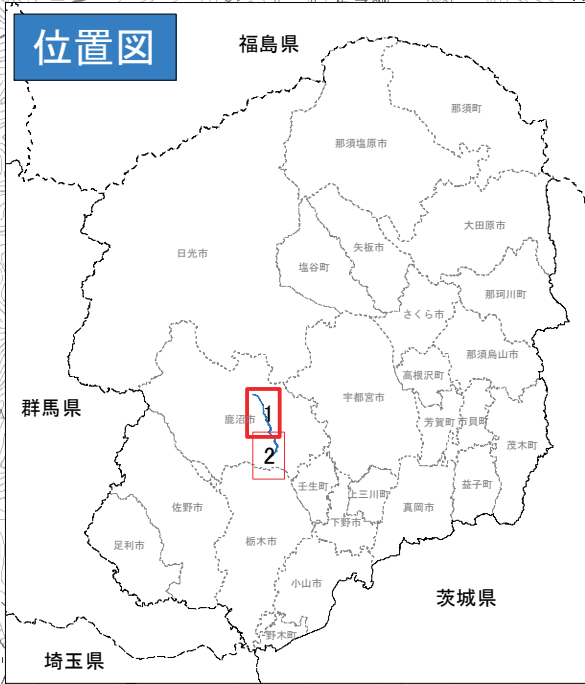 位置図
福島県
那須町
那須塩原市
大田原市
矢板市
日光市
塩谷町
那珂川町
さくら市
那須烏山市
高根沢町
宇都宮市
群馬県
鹿沼市
1
芳賀町
市貝町
茂木町
2
壬生町
上三川町
益子町
佐野市
真岡市
下野市
栃木市
足利市
小山市
茨城県
野木町
埼玉県